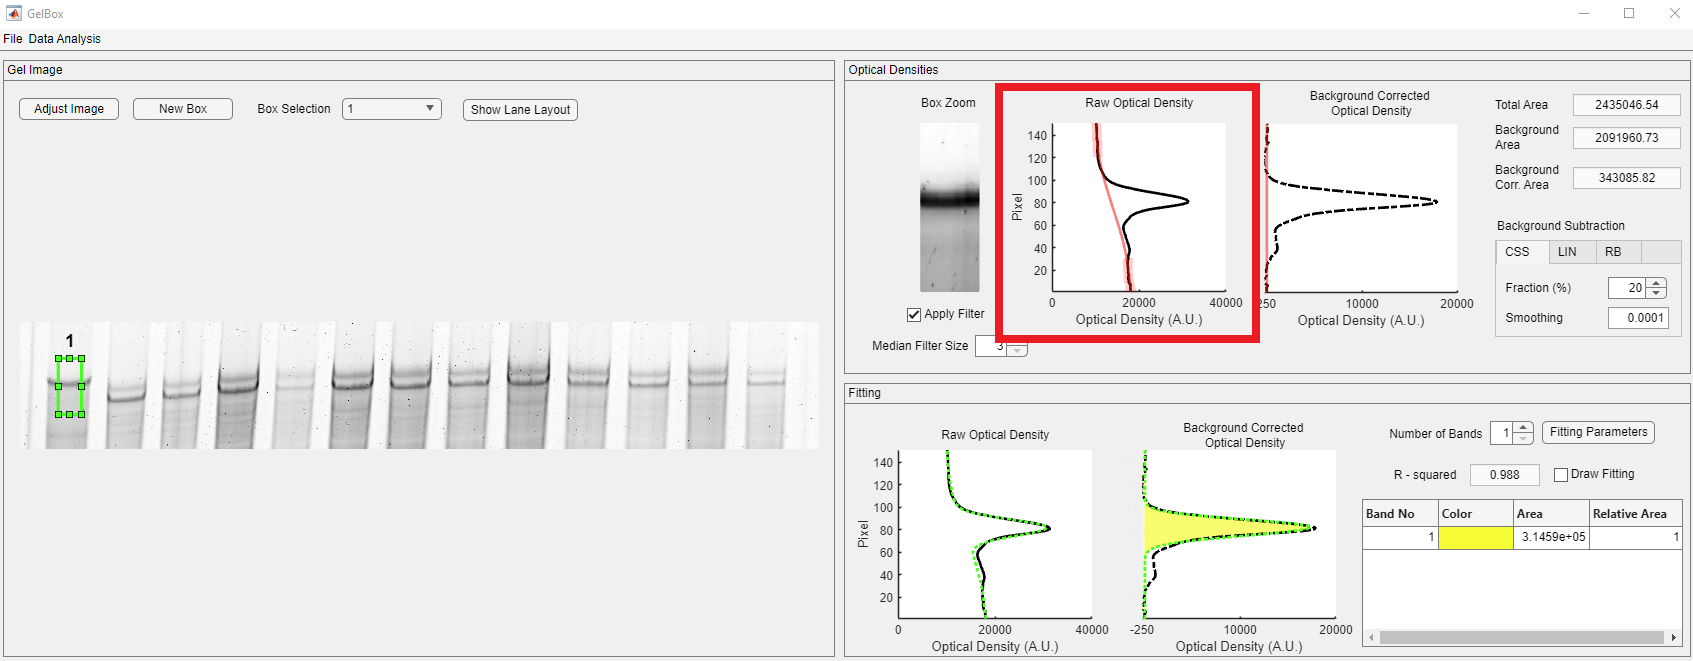 GelBox
File Data Analysis
Gel Image
Adjust Image
New Box
Box Selection
1
Show Lane Layout
1
Optical Densities
Box Zoom
Apply Filter
Median Filter Size
3
Raw Optical Density
140
120
100
80
60
40
20
Pixel
0 20000 40000
Optical Density (A.U.)
Background Corrected
Optical Density
250 10000 20000
Optical Density (A.U.)
Total Area
2435046.54
Background
Area
2091960.73
Background
Corr. Area
343085.82
Background Subtraction
CSS LIN RB
Fraction (%)
20
Smoothing
0.0001
Fitting
Raw Optical Density
140
120
100
80
60
40
20
Pixel
0 20000 40000
Optical Density (A.U.)
Background Corrected
Optical Density
-250 10000 20000
Optical Density (A.U.)
Number of Bands
1
Fitting Parameters
R - squared
0.988
Draw Fitting
Band No Color Area Relative Area
1 3.1459e+05 1